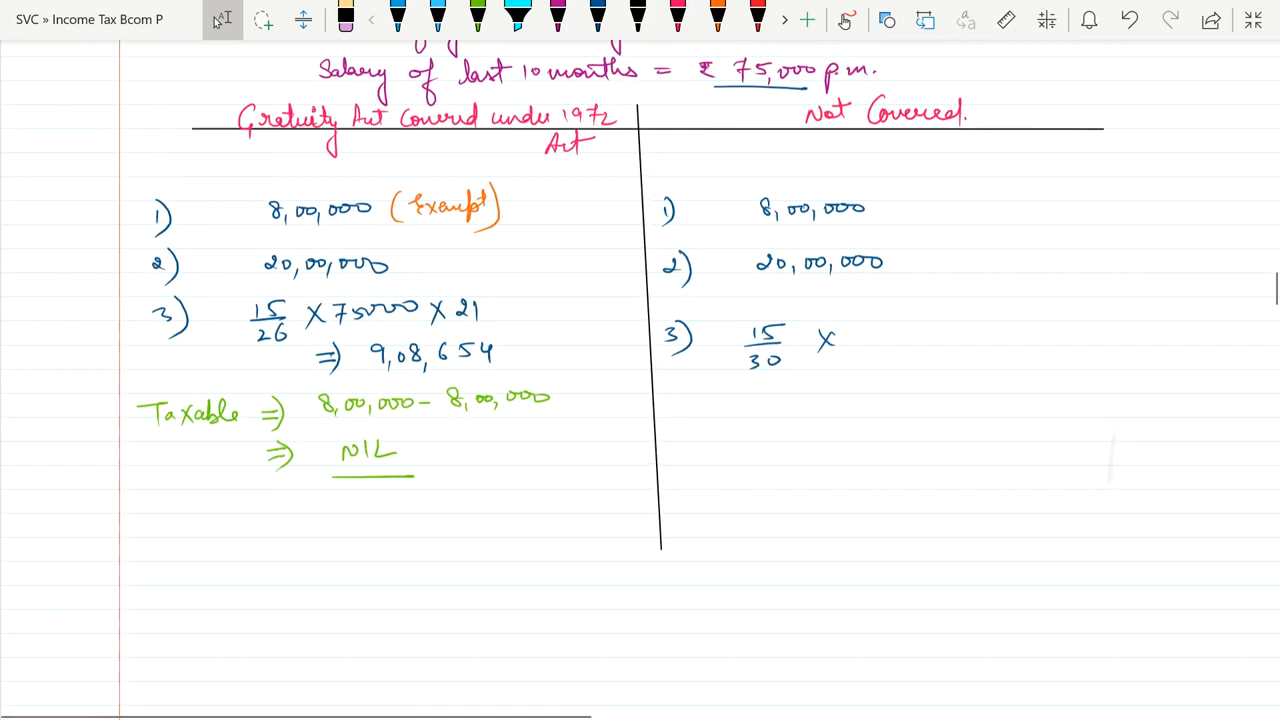 SVC » Income Tax Bcom P
Salary of last 10 months = ₹ 75,000 p.m.
Gratuity Act Covered under 1972
Act
1) 8,00,000 (Exempt)
2) 20,00,000
3) 15/26 X 75000 X 21
⇒ 9,08,654
Taxable ⇒ 8,00,000 - 8,00,000
⇒ NIL
Not Covered.
1) 8,00,000
2) 20,00,000
3) 15/30 X